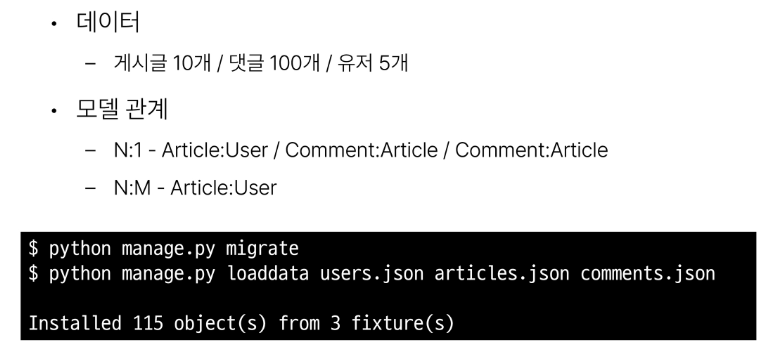 • 데이터
– 게시글 10개 / 댓글 100개 / 유저 5개
• 모델 관계
– N:1 - Article:User / Comment:Article / Comment:Article
– N:M - Article:User
$ python manage.py migrate
$ python manage.py loaddata users.json articles.json comments.json
Installed 115 object(s) from 3 fixture(s)